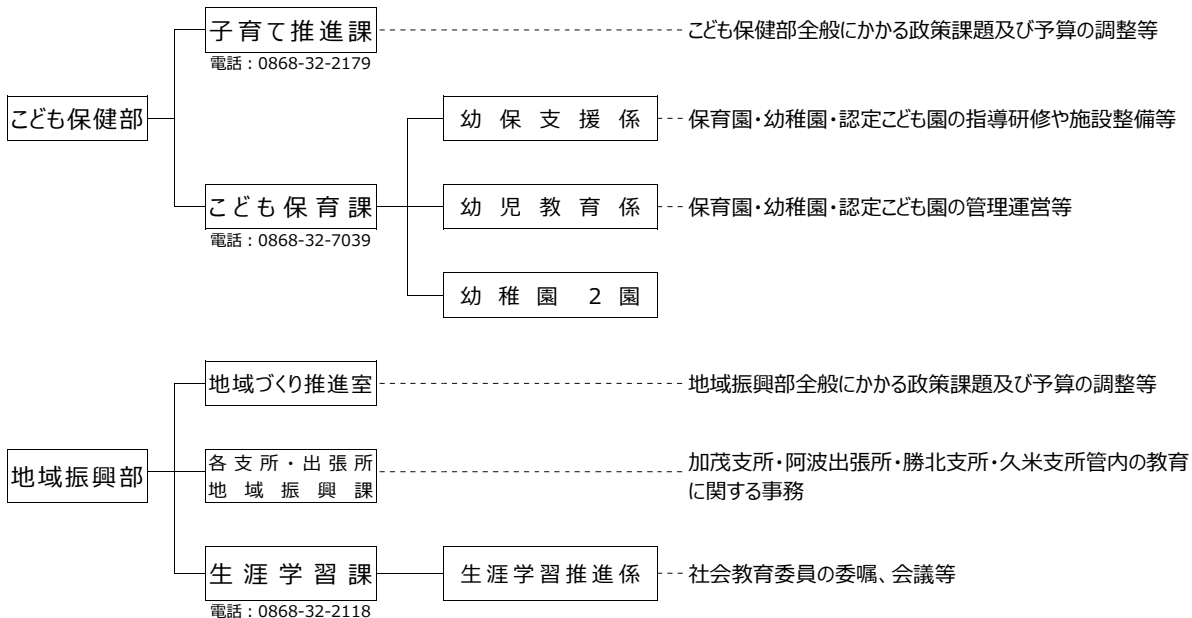 子育て推進課
こども保健部全般にかかる政策課題及び予算の調整等
電話：0868-32-2179
こども保健部
幼保支援係
保育園・幼稚園・認定こども園の指導研修や施設整備等
こども保育課
幼児教育係
保育園・幼稚園・認定こども園の管理運営等
電話：0868-32-7039
幼稚園 2園
地域づくり推進室
地域振興部全般にかかる政策課題及び予算の調整等
地域振興部
各支所・出張所
地域振興課
加茂支所・阿波出張所・勝北支所・久米支所管内の教育
に関する事務
生涯学習課
生涯学習推進係
社会教育委員の委嘱、会議等
電話：0868-32-2118